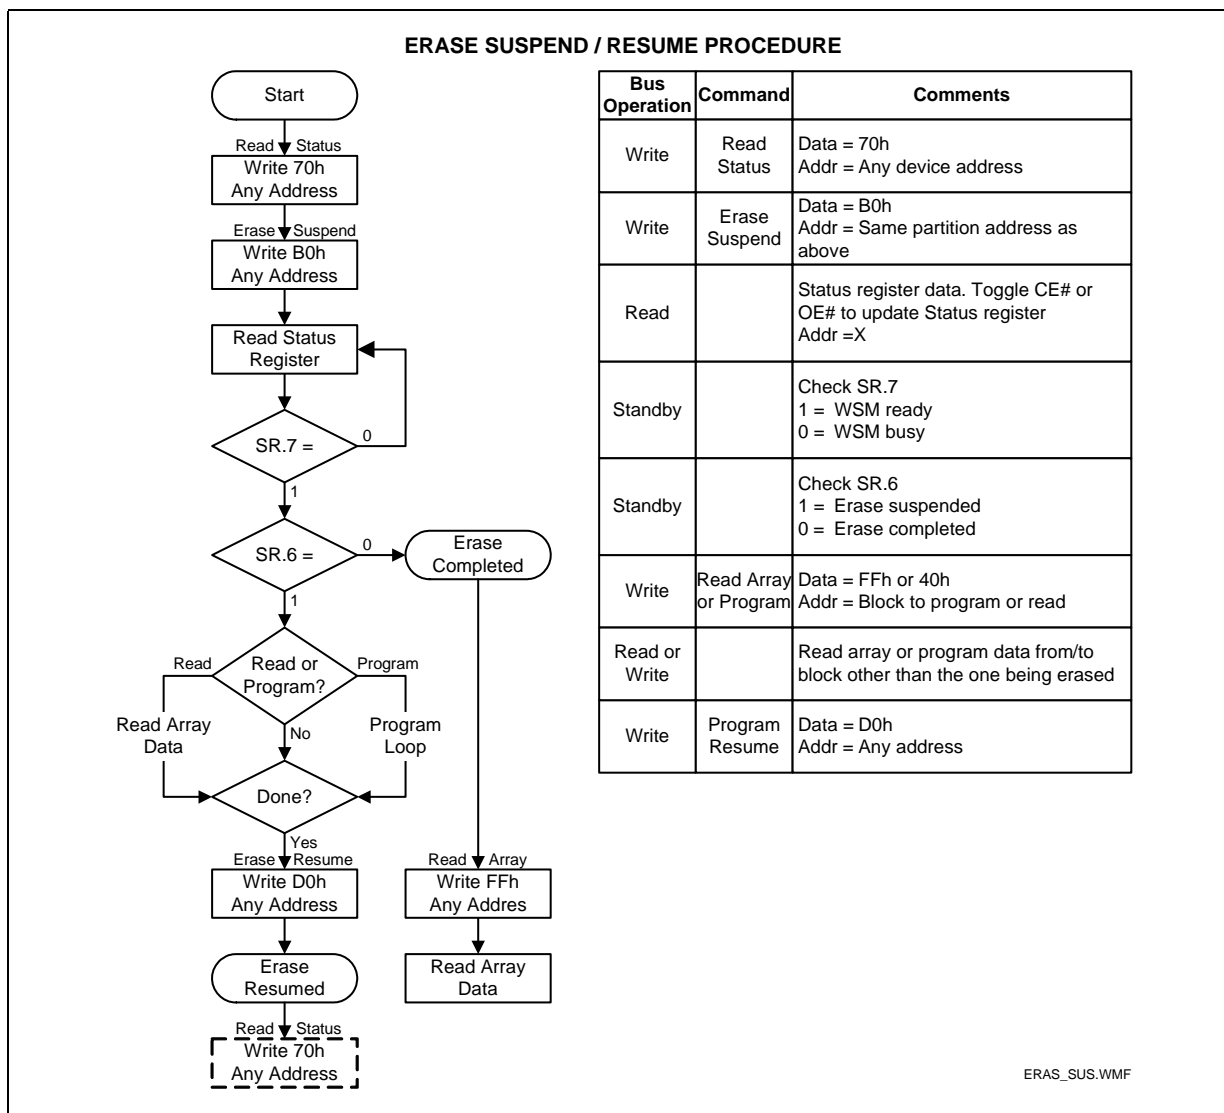 ERASE SUSPEND / RESUME PROCEDURE
Start
Read Status
Write 70h
Any Address
Erase Suspend
Write B0h
Any Address
Read Status
Register
SR.7 =
0
1
SR.6 =
0
Erase
Completed
1
Read
Read or
Program?
Program
Read Array
Data
No
Program
Loop
Done?
Yes
Erase Resume
Write D0h
Any Address
Read Array
Write FFh
Any Addres
Erase
Resumed
Read Array
Data
Read Status
Write 70h
Any Address
Bus
Operation
Command
Comments
Write
Read
Status
Data = 70h
Addr = Any device address
Write
Erase
Suspend
Data = B0h
Addr = Same partition address as
above
Read
Status register data. Toggle CE# or
OE# to update Status register
Addr =X
Standby
Check SR.7
1 = WSM ready
0 = WSM busy
Standby
Check SR.6
1 = Erase suspended
0 = Erase completed
Write
Read Array
or Program
Data = FFh or 40h
Addr = Block to program or read
Read or
Write
Read array or program data from/to
block other than the one being erased
Write
Program
Resume
Data = D0h
Addr = Any address
ERAS_SUS.WMF